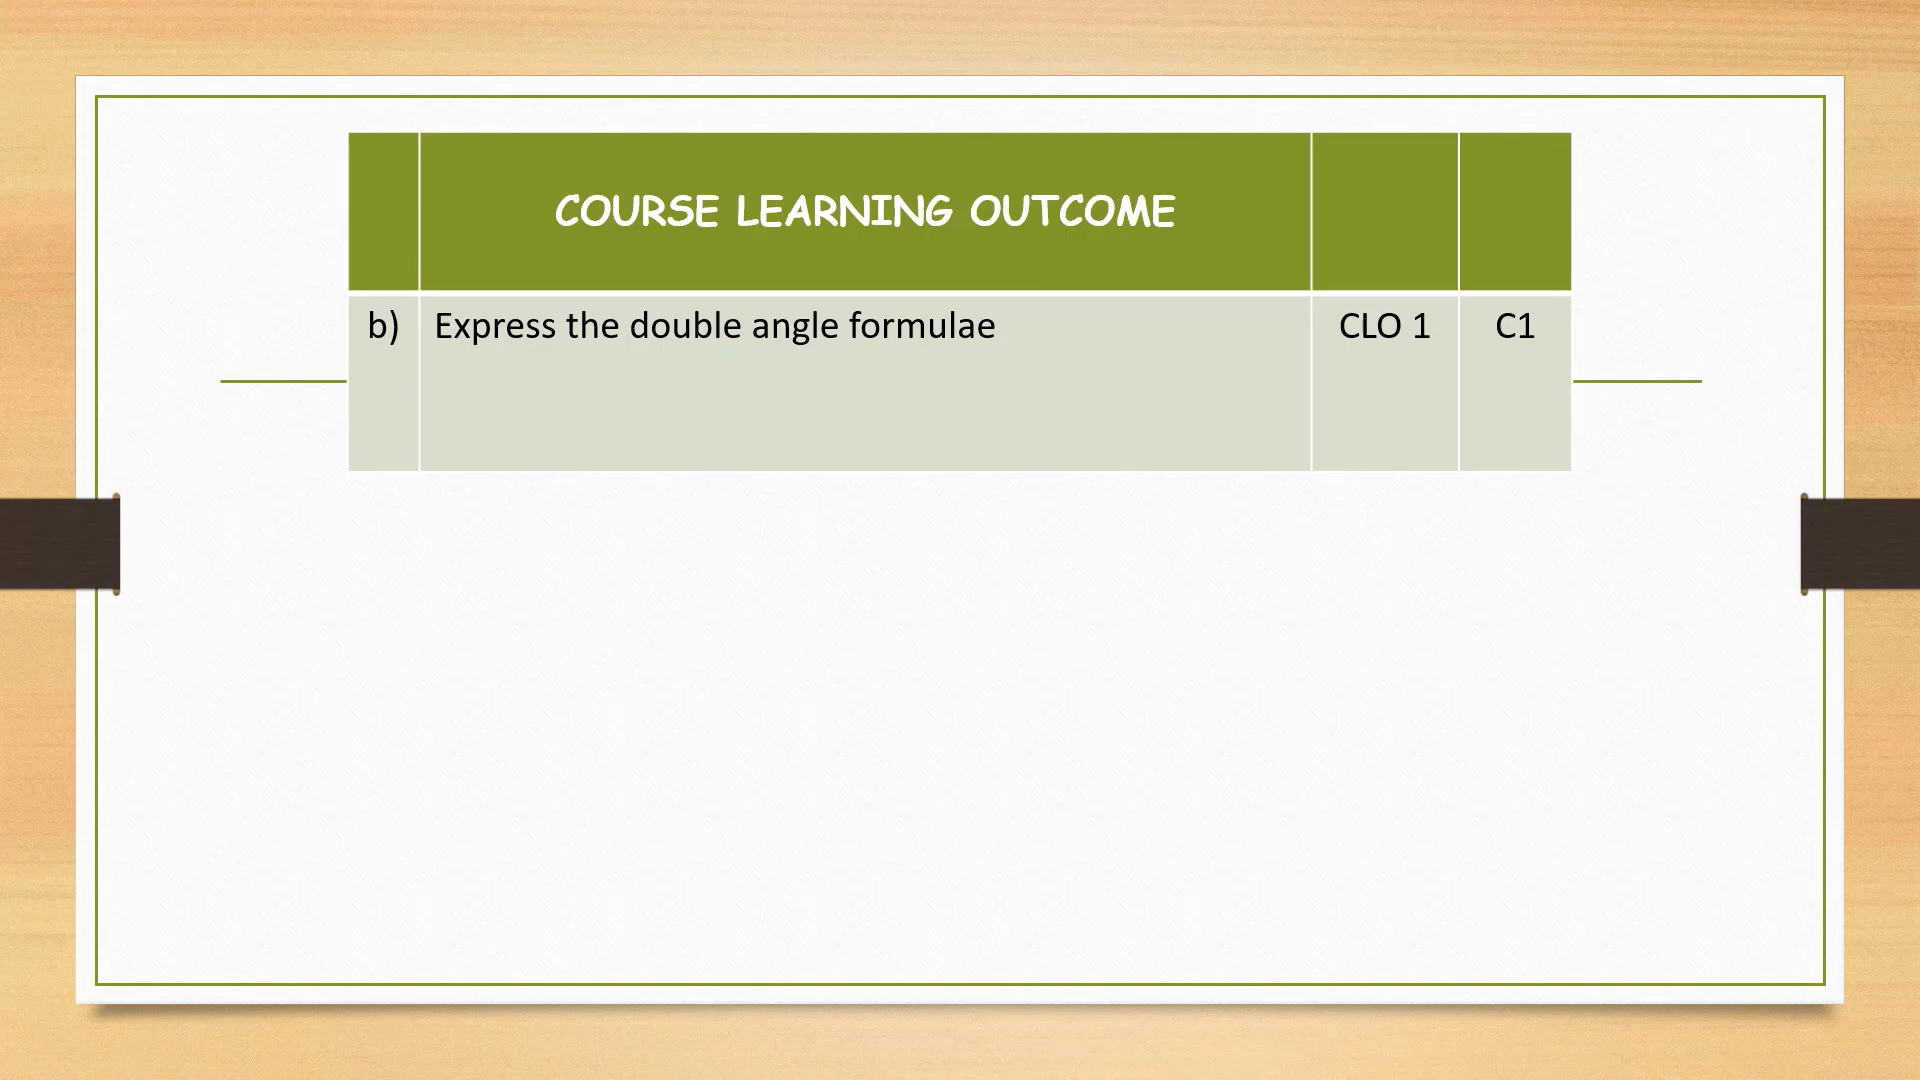 COURSE LEARNING OUTCOME
b) Express the double angle formulae CLO 1 C1